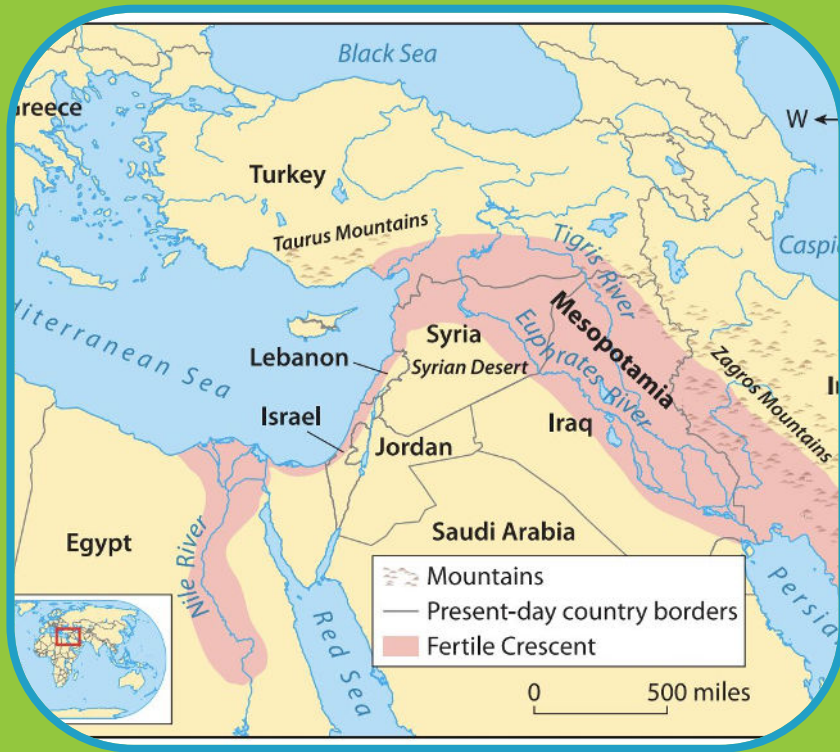 Black Sea
reece
W
Turkey
Taurus Mountains
Caspi
Tigris River
Mesopotamia
Euphrates River
Syria
Syrian Desert
Lebanon
Zagros Mountains
diterranean Sea
Israel
Iraq
Jordan
Egypt
Saudi Arabia
Nile River
Red Sea
Persia
Mountains
Present-day country borders
Fertile Crescent
0 500 miles